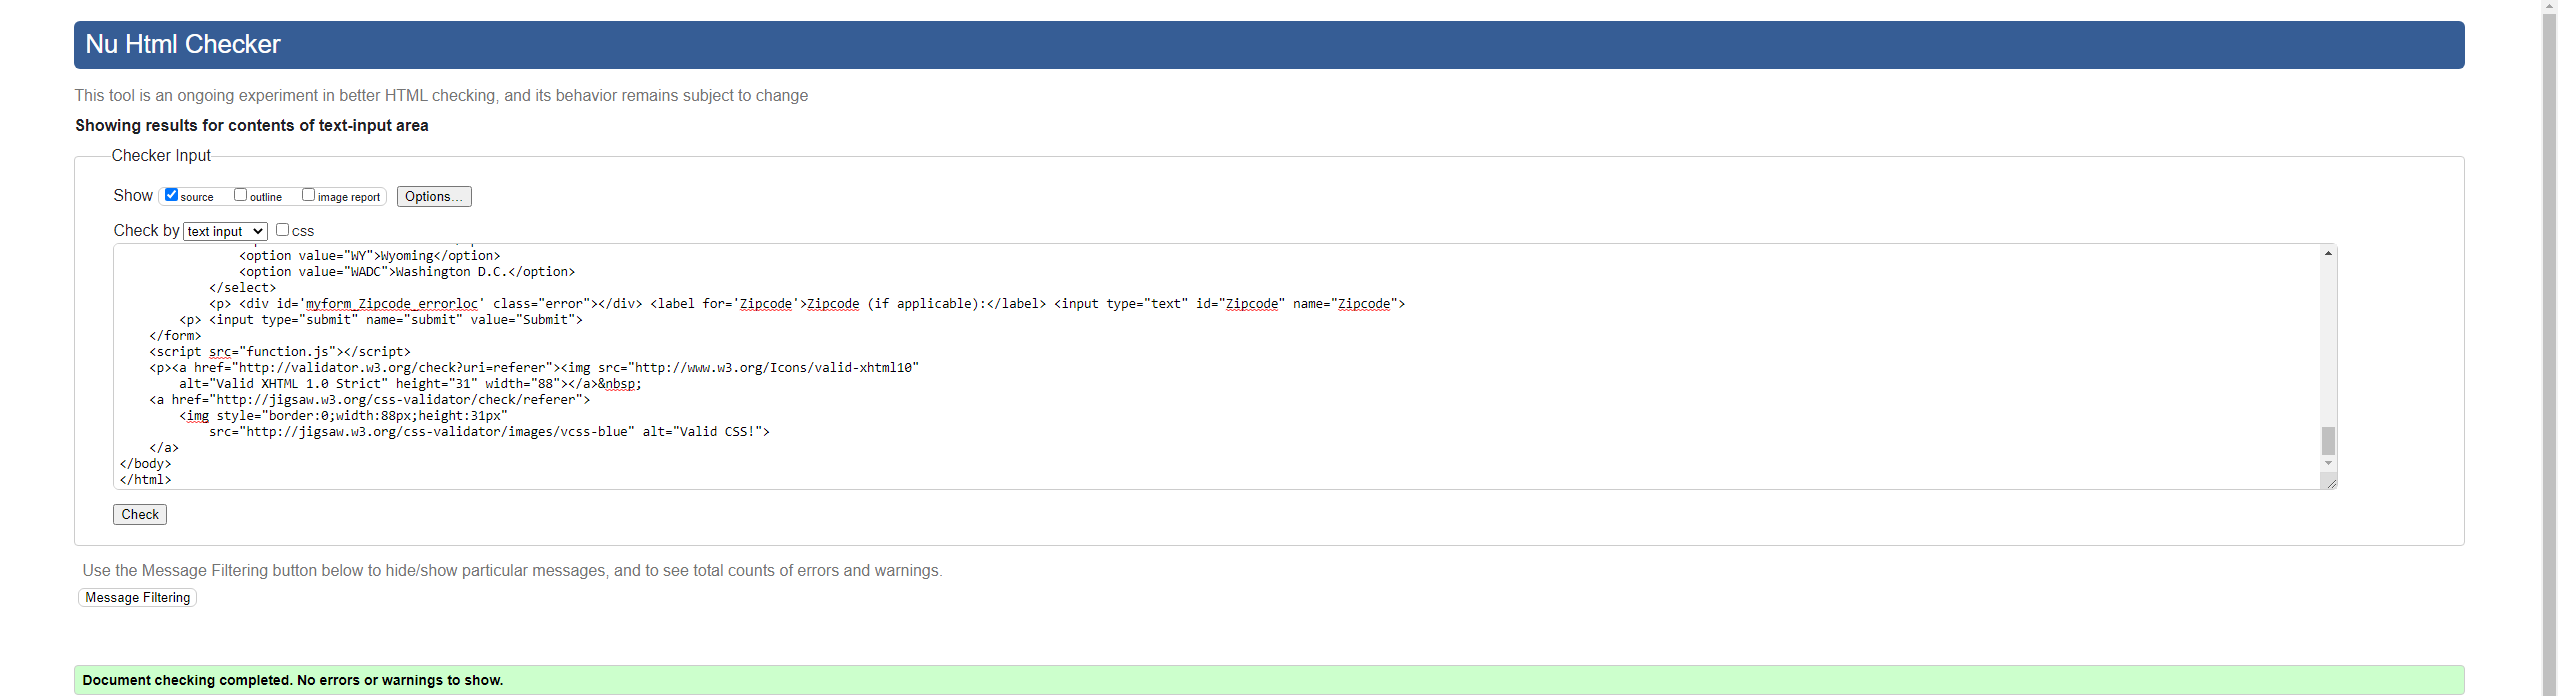 Nu Html Checker
This tool is an ongoing experiment in better HTML checking, and its behavior remains subject to change
Showing results for contents of text-input area
Checker Input
Show source outline image report Options...
Check by text input css
<option value="WY">Wyoming</option>
<option value="WADC">Washington D.C.</option>
</select>
<p> <div id='myform_Zipcode_errorloc' class="error"></div> <label for='Zipcode'>Zipcode (if applicable):</label> <input type="text" id="Zipcode" name="Zipcode">
<p> <input type="submit" name="submit" value="Submit">
</form>
<script src="function.js"></script>
<p><a href="http://validator.w3.org/check?uri=referer"><img src="http://www.w3.org/Icons/valid-xhtml10"
alt="Valid XHTML 1.0 Strict" height="31" width="88"></a>&nbsp;
<a href="http://jigsaw.w3.org/css-validator/check/referer">
<img style="border:0;width:88px;height:31px"
src="http://jigsaw.w3.org/css-validator/images/vcss-blue" alt="Valid CSS!">
</a>
</body>
</html>
Check
Use the Message Filtering button below to hide/show particular messages, and to see total counts of errors and warnings.
Message Filtering
Document checking completed. No errors or warnings to show.